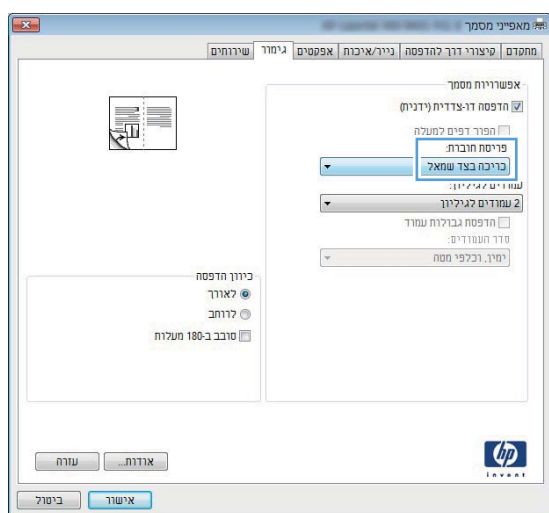 מאפייני מסמך
מתקדם קיצורי דרך להדפסה נייר/איכות אפקטים גימור שירותים
אפשרויות מסמך
הדפסה דו-צדדית (ידנית)
הפוך דפים למעלה
פריסת חוברת:
כריכה בצד שמאל
עמודים לגיליון:
2 עמודים לגיליון
הדפסת גבולות עמוד
סדר העמודים:
ימין, וכלפי מטה
כיוון הדפסה
לאורך
לרוחב
סובב ב-180 מעלות
hp
invent
אודות... עזרה
אישור ביטול